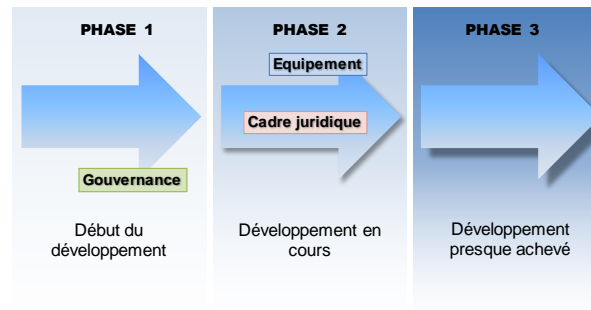 PHASE 1
Gouvernance
Début du
développement
PHASE 2
Equipement
Cadre juridique
Développement en
cours
PHASE 3
Développement
presque achevé